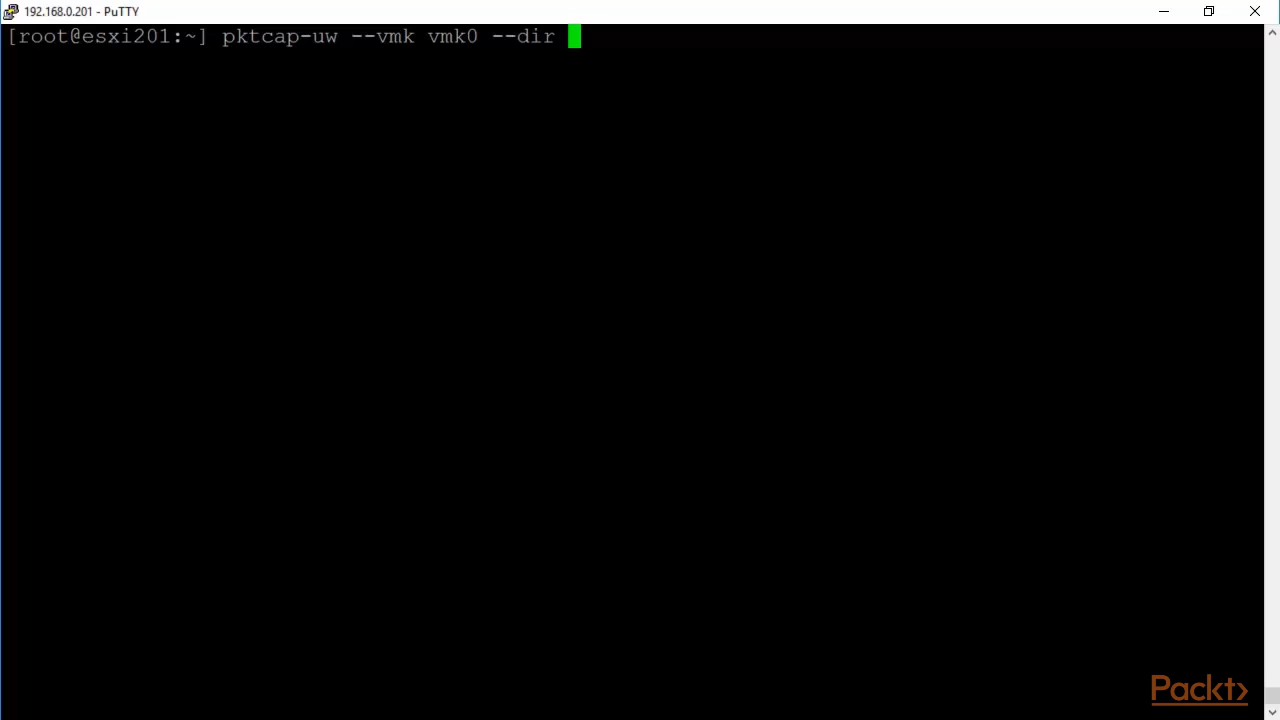 192.168.0.201 - PuTTY
[root@esxi201:~] pktcap-uw --vmk vmk0 --dir
Packt>